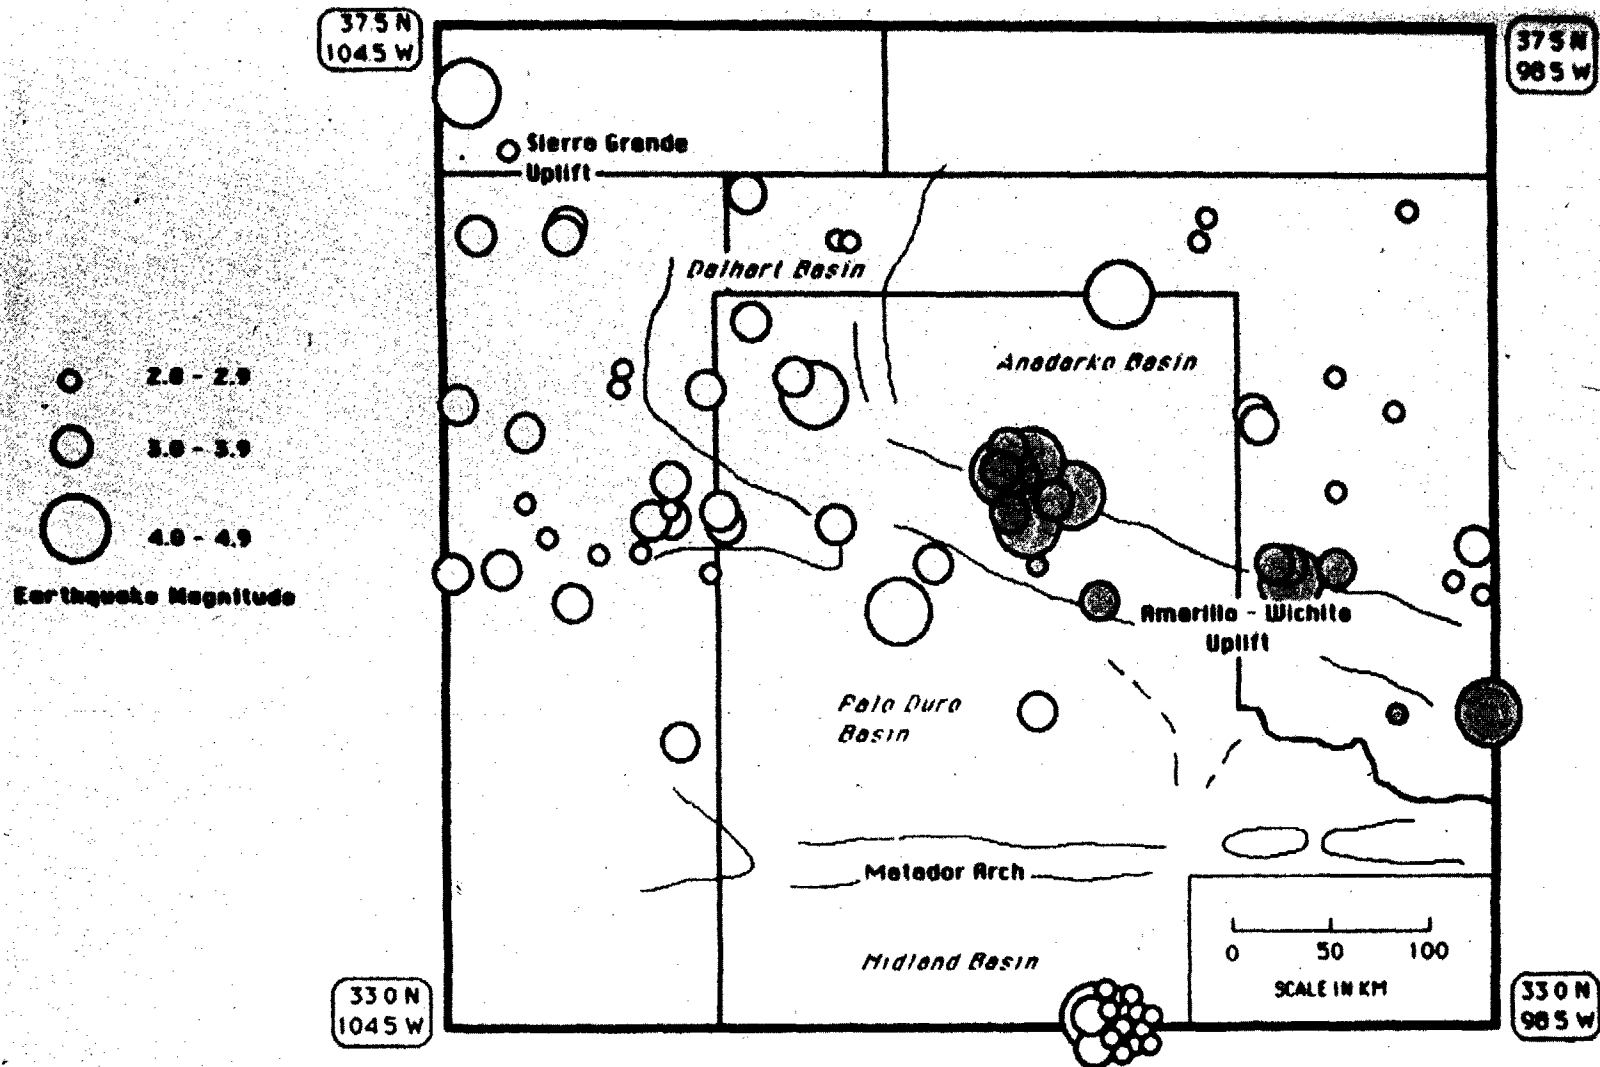 37.5 N
104.5 W
37 5 N
98 5 W
Sierra Grande
Uplift
Dalhart Basin
Anadarko Basin
2.0 - 2.9
3.0 - 3.9
4.0 - 4.9
Earthquake Magnitude
Amarillo - Wichita
Uplift
Palo Duro
Basin
Matador Arch
Midland Basin
0 50 100
SCALE IN KM
33 0 N
104 5 W
33 0 N
98 5 W